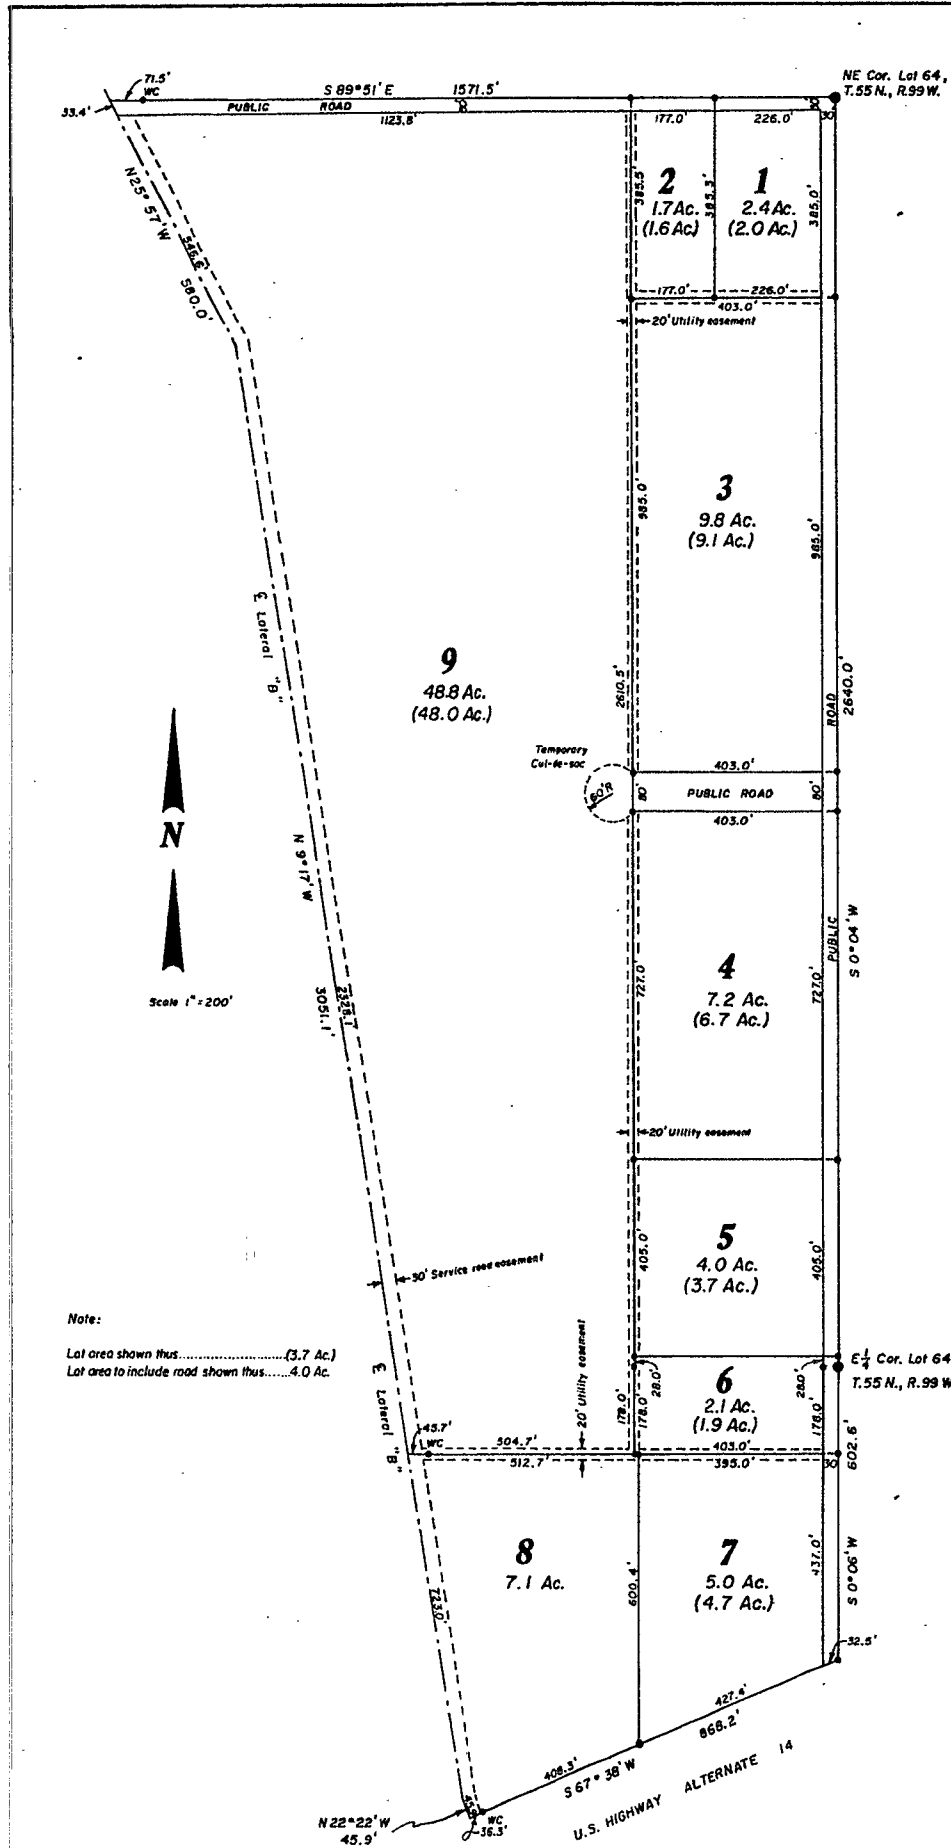 NE Cor. Lot 64,
T.55 N., R.99 W.
71.5'
WC
S 89°51' E 1571.5'
33.4'
PUBLIC ROAD
80'
1123.8'
177.0'
226.0'
80'
30'
N 25° 57' W
546.6'
580.0'
385.5'
2
1.7 Ac.
(1.6 Ac.)
385.3'
1
2.4 Ac.
(2.0 Ac.)
385.0'
177.0'
226.0'
403.0'
20' Utility easement
985.0'
3
9.8 Ac.
(9.1 Ac.)
985.0'
℄ Lateral "B"
9
48.8 Ac.
(48.0 Ac.)
2610.5'
ROAD
2640.0'
Temporary
Cul-de-sac
60'R
403.0'
80'
PUBLIC ROAD
80'
403.0'
N
N 9° 17' W
PUBLIC
S 0° 04' W
4
7.2 Ac.
(6.7 Ac.)
727.0'
727.0'
Scale 1" = 200'
2328.1'
3051.1'
20' Utility easement
5
4.0 Ac.
(3.7 Ac.)
405.0'
405.0'
30' Service road easement
Note:
Lot area shown thus (3.7 Ac.)
Lot area to include road shown thus 4.0 Ac.
20' Utility easement
E 1/4 Cor. Lot 64
T.55 N., R.99 W
28.0'
28.0'
6
2.1 Ac.
(1.9 Ac.)
178.0'
178.0'
178.0'
℄ Lateral "B"
45.7'
WC
504.7'
403.0'
512.7'
395.0'
30'
602.6'
8
7.1 Ac.
7
5.0 Ac.
(4.7 Ac.)
600.4'
437.0'
S 0° 06' W
723.0'
32.5'
427.4'
868.2'
408.3'
S 67° 38' W
U.S. HIGHWAY ALTERNATE 14
N 22° 22' W
45.9'
45.9'
WC
36.3'